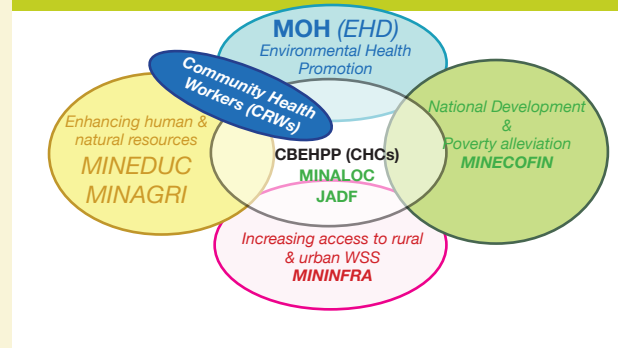 MOH (EHD)
Environmental Health
Promotion
Community Health
Workers (CRWs)
Enhancing human &
natural resources
MINEDUC
MINAGRI
CBEHPP (CHCs)
MINALOC
JADF
National Development
&
Poverty alleviation
MINECOFIN
Increasing access to rural
& urban WSS
MININFRA